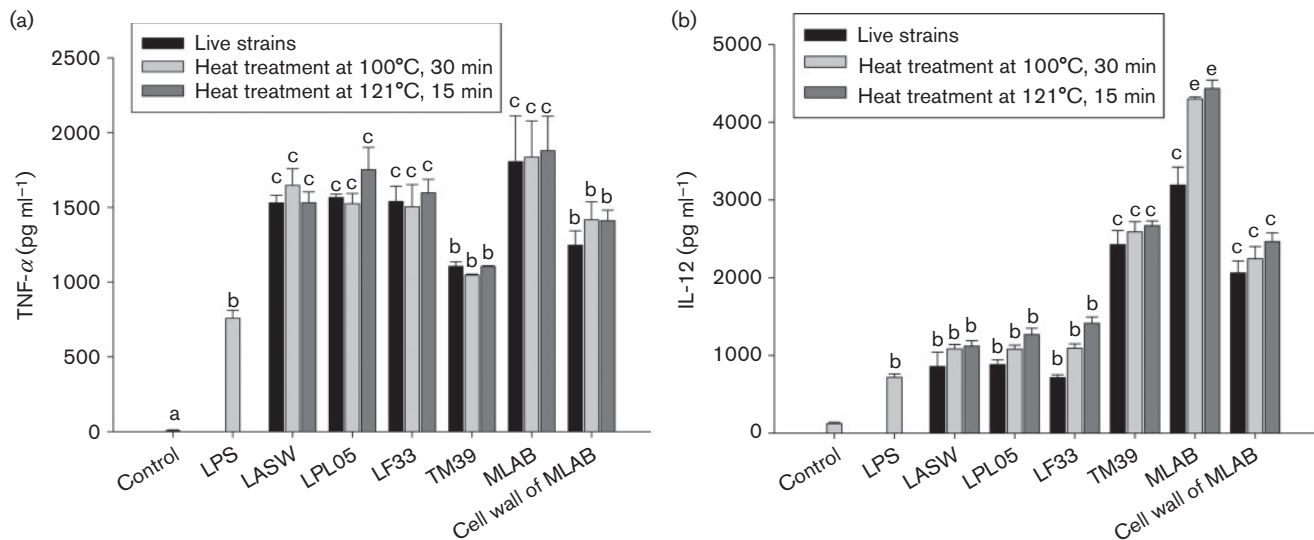 (a)
Live strains
Heat treatment at 100°C, 30 min
Heat treatment at 121°C, 15 min
TNF-α (pg ml⁻¹)
2500
2000
1500
1000
500
0
a
b
c c c
c c c
c c c
b b b
c c c
b b b
Control
LPS
LASW
LPL05
LF33
TM39
MLAB
Cell wall of MLAB
(b)
Live strains
Heat treatment at 100°C, 30 min
Heat treatment at 121°C, 15 min
IL-12 (pg ml⁻¹)
5000
4000
3000
2000
1000
0
b
b b b
b b b
b b b
c c c
c e e
c c c
Control
LPS
LASW
LPL05
LF33
TM39
MLAB
Cell wall of MLAB